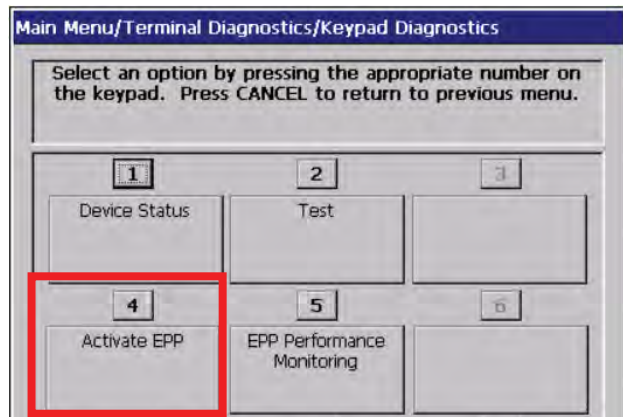 Main Menu/Terminal Diagnostics/Keypad Diagnostics
Select an option by pressing the appropriate number on
the keypad. Press CANCEL to return to previous menu.
1 2 3
Device Status Test
4 5 6
Activate EPP EPP Performance
Monitoring